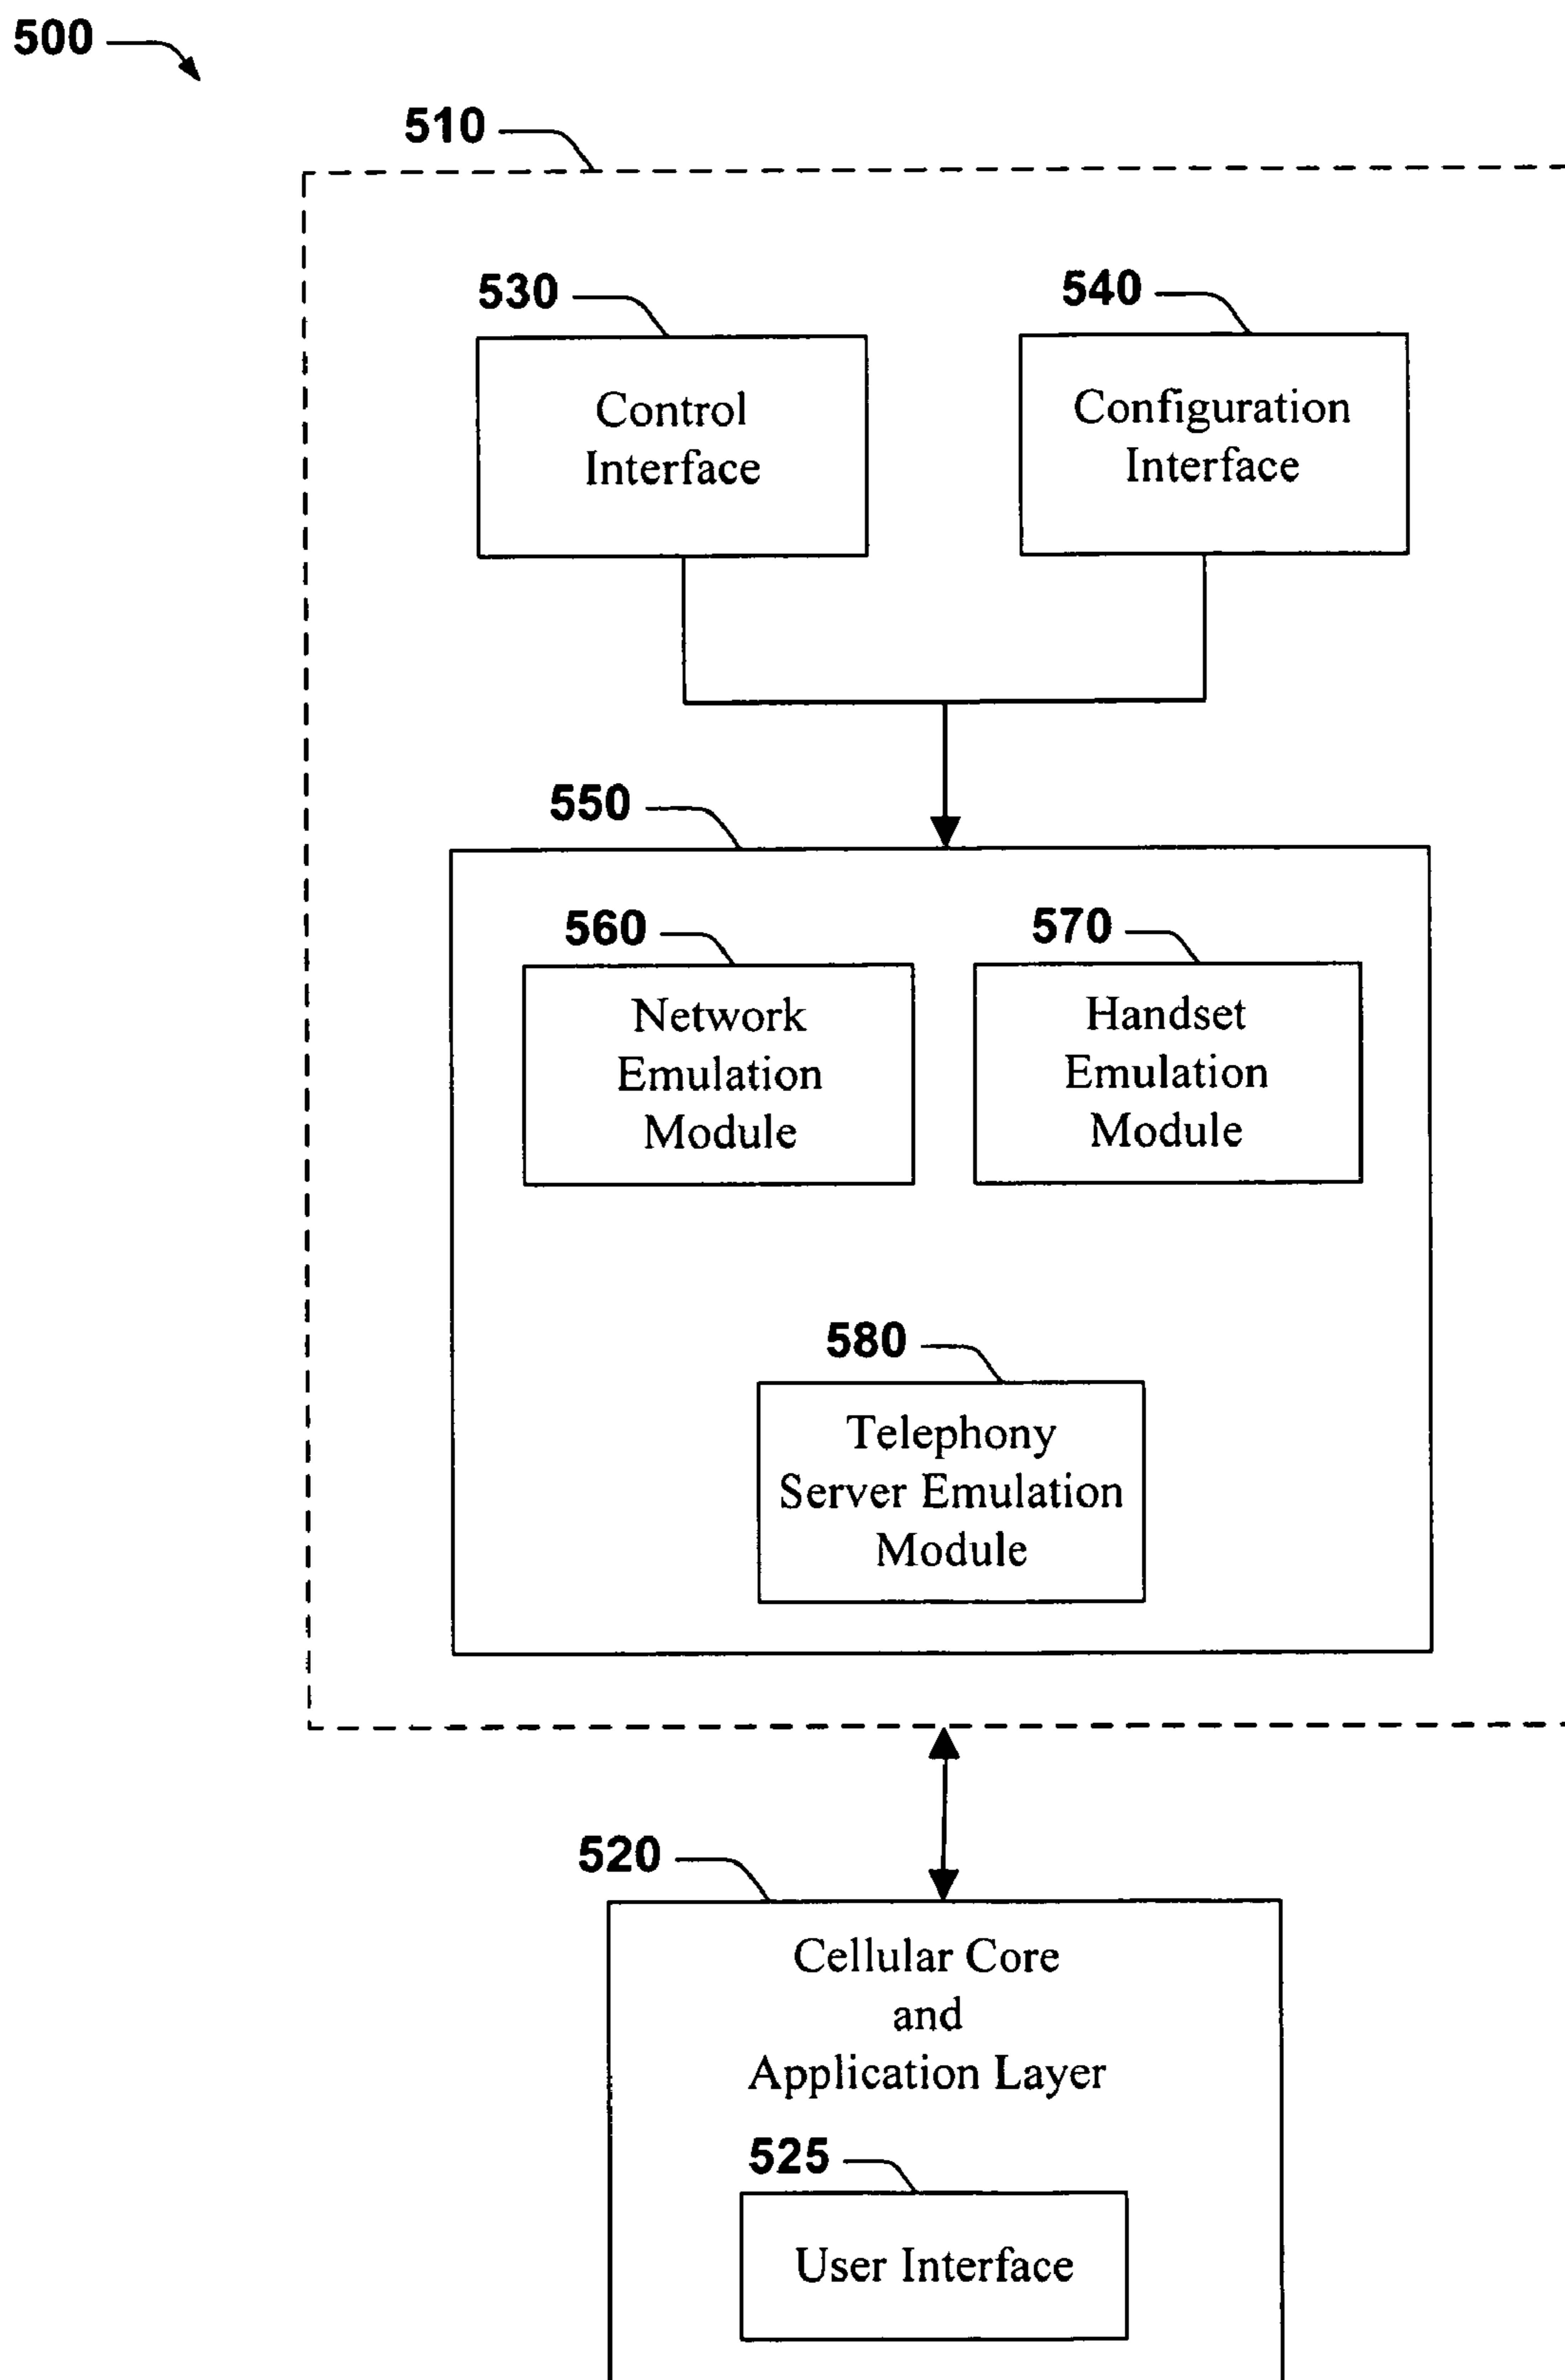 500
510
530
540
Control
Interface
Configuration
Interface
550
560
570
Network
Emulation
Module
Handset
Emulation
Module
580
Telephony
Server Emulation
Module
520
Cellular Core
and
Application Layer
525
User Interface